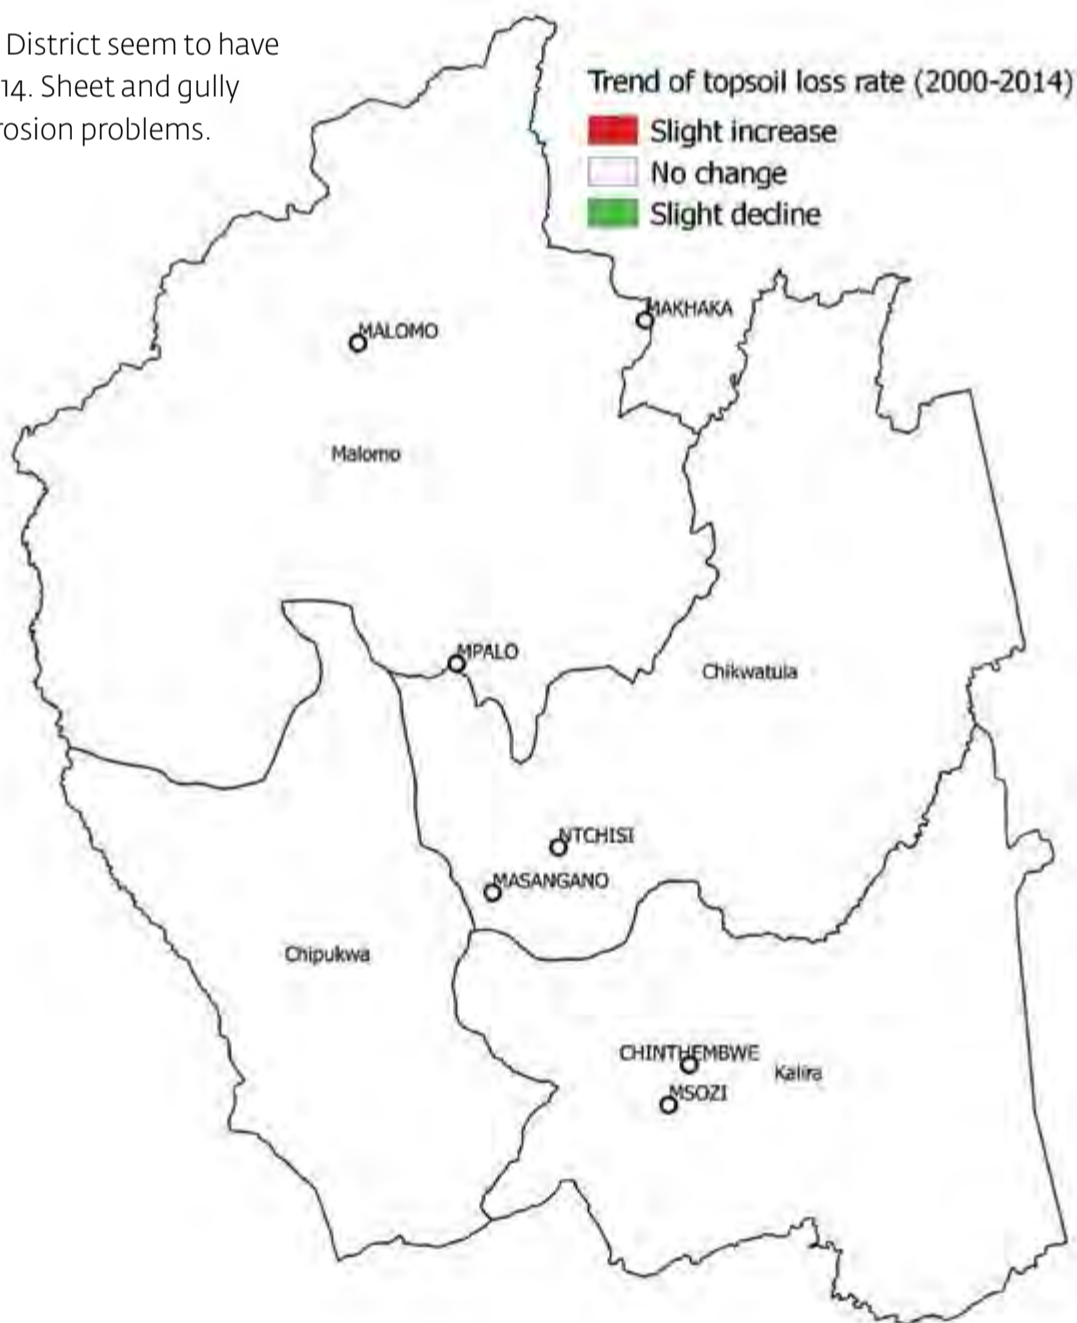 District seem to have
14. Sheet and gully
rosion problems.
Trend of topsoil loss rate (2000-2014)
Slight increase
No change
Slight decline
MAKHAKA
MALOMO
Malomo
MPALO
Chikwatula
NTCHISI
MASANGANO
Chipukwa
CHINTHEMBWE
Kalira
MSOZI